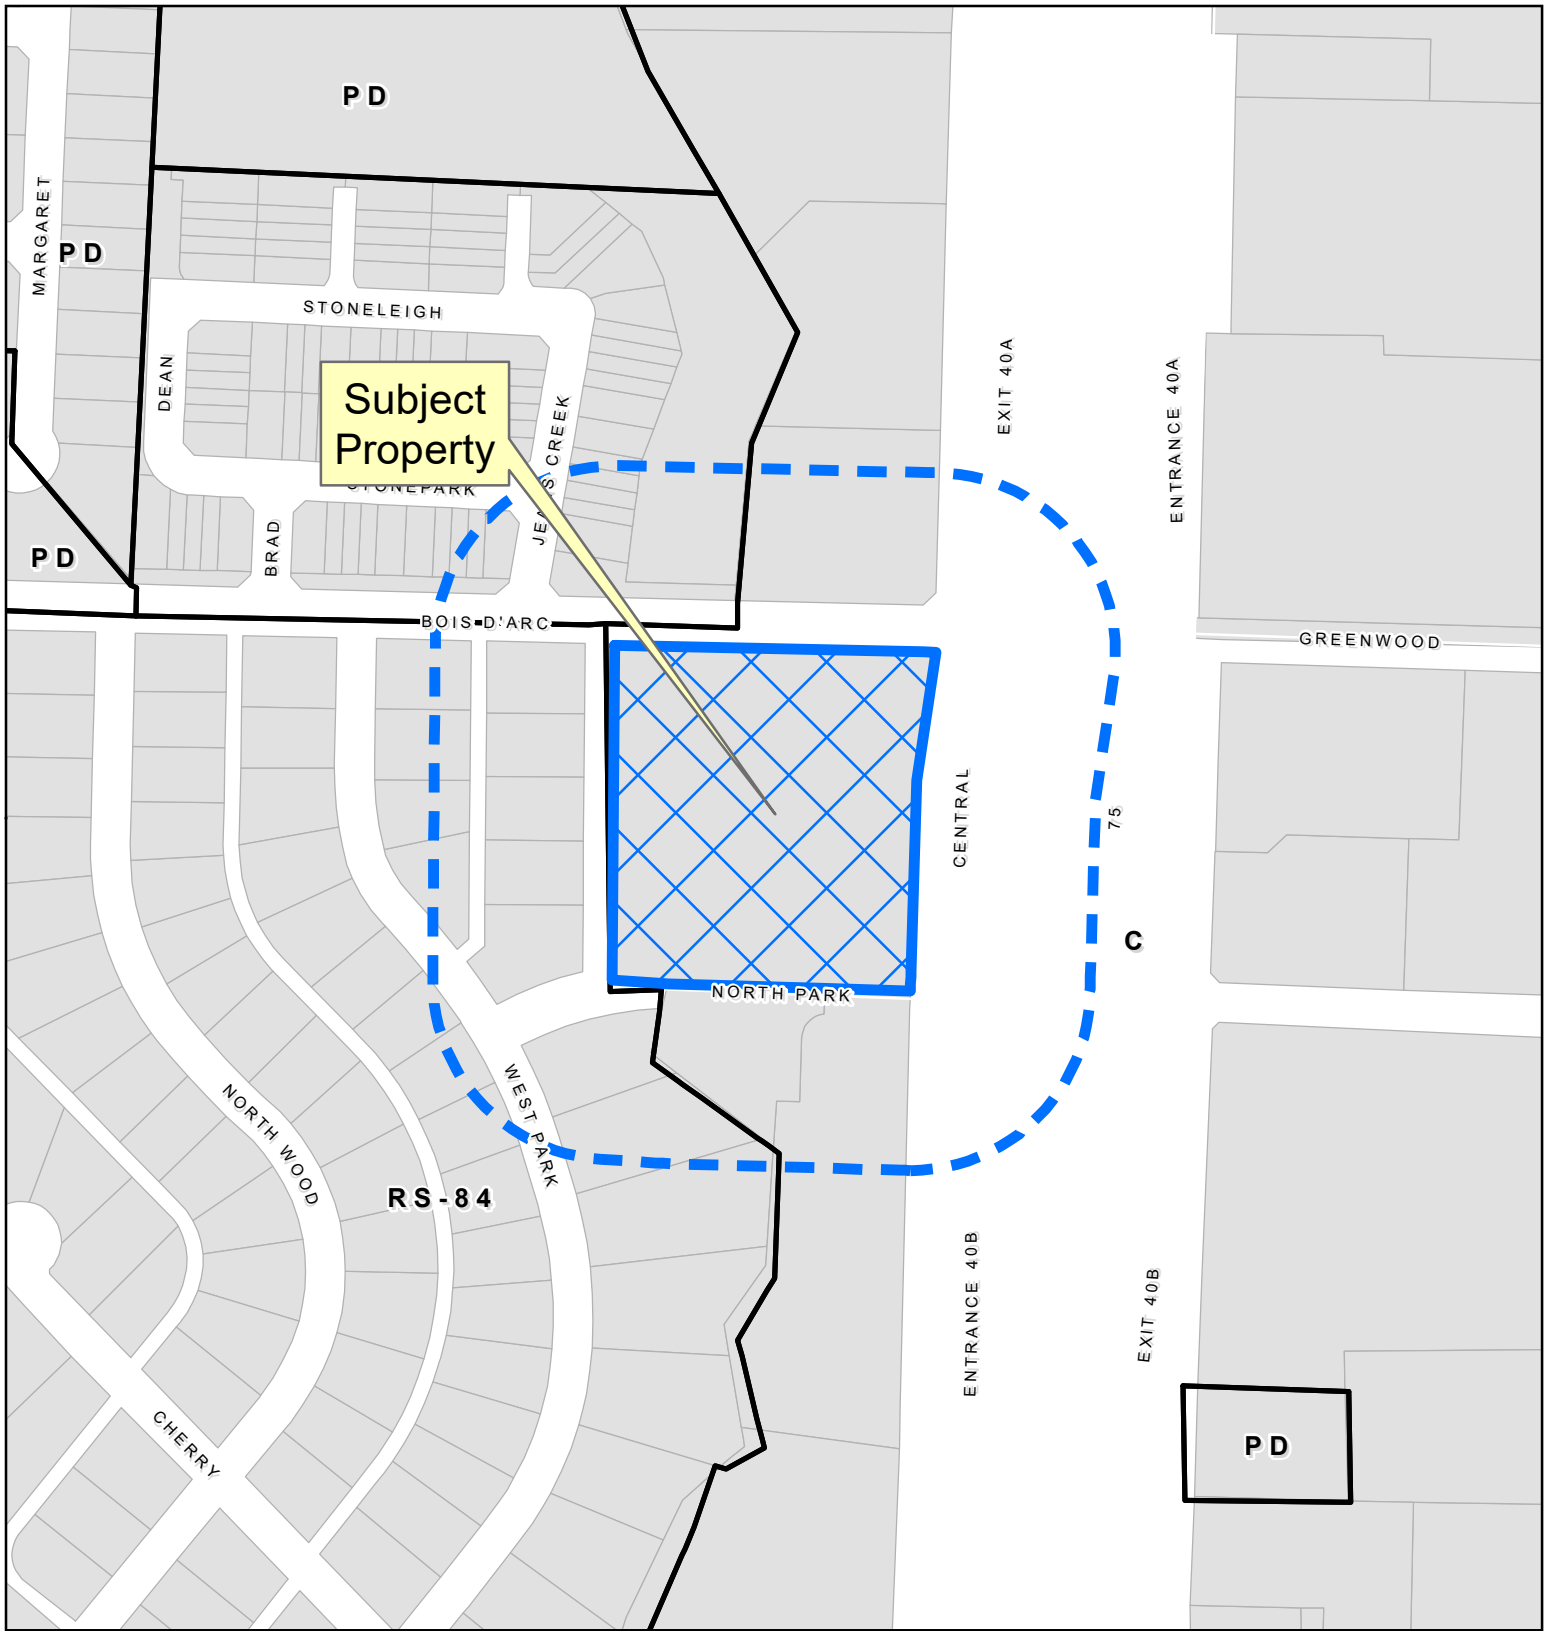 PD
MARGARET
PD
STONELEIGH
DEAN
EXIT 40A
ENTRANCE 40A
Subject
Property
CREEK
STONEPARK
BRAD
PD
BOIS D'ARC
GREENWOOD
CENTRAL
75
C
NORTH PARK
NORTH WOOD
WEST PARK
RS-84
ENTRANCE 40B
EXIT 40B
CHERRY
PD